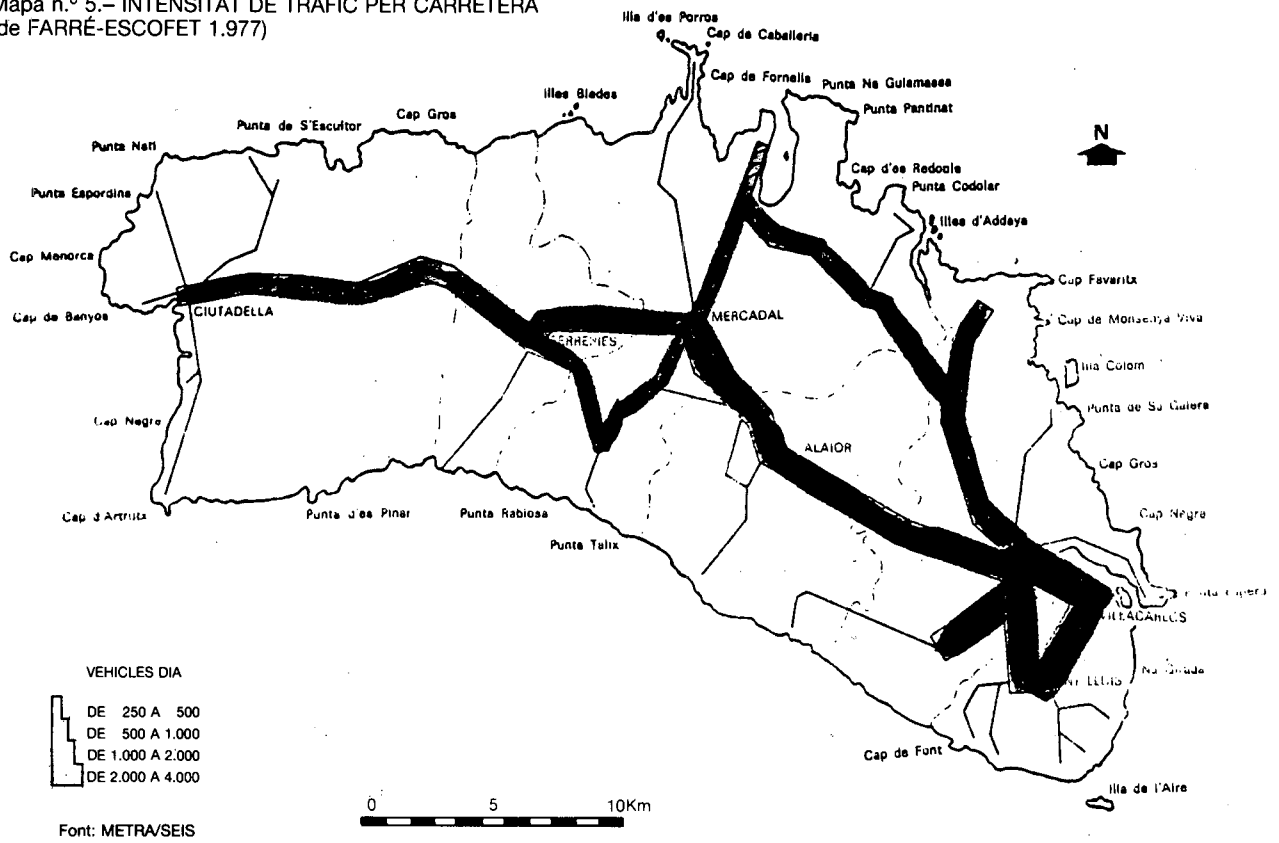 Mapa n.º 5.– INTENSITAT DE TRAFIC PER CARRETERA
de FARRÉ-ESCOFET 1.977)
Illa d'es Porros
Cap de Caballeria
Cap de Fornells
Punta Na Guiamassa
Punta Pantinat
Illes Bledes
Cap Gros
Punta de S'Escuitor
Punta Nati
N
Cap d'es Redoble
Punta Codolar
Punta Espordina
Illes d'Addaya
Cap Menorca
Cap Favaritx
CIUTADELLA
MERCADAL
Cap de Banyos
Cap de Monsenya Viva
Illa Colom
Cap Negre
Punta de Sa Galera
ALAIOR
Cap Gros
Cap d'Artrutx
Punta d'es Pinar
Punta Rabiosa
Cap Negre
Punta Talix
VILLACARLOS
VEHICLES DIA
DE 250 A 500
DE 500 A 1.000
DE 1.000 A 2.000
DE 2.000 A 4.000
Cap de Font
Illa de l'Aire
0 5 10Km
Font: METRA/SEIS